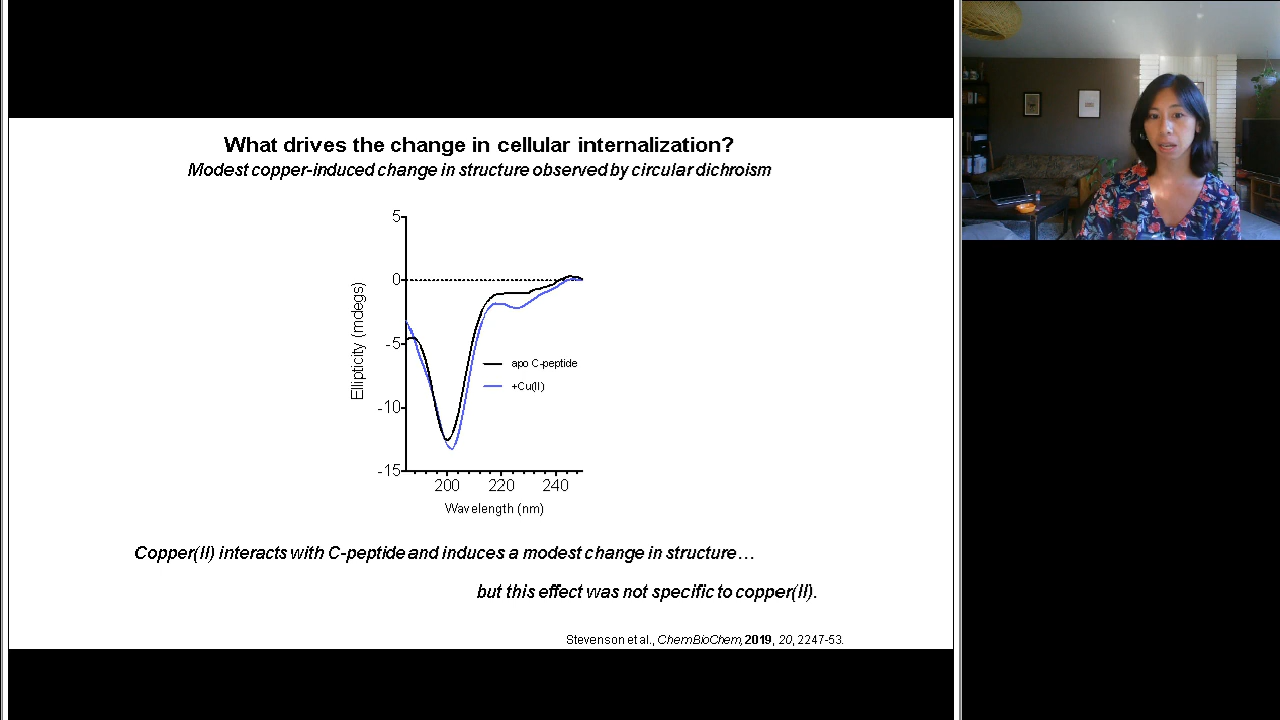 What drives the change in cellular internalization?
Modest copper-induced change in structure observed by circular dichroism
5
0
-5
-10
-15
Ellipticity (mdegs)
apo C-peptide
+Cu(II)
200 220 240
Wavelength (nm)
Copper(II) interacts with C-peptide and induces a modest change in structure…
but this effect was not specific to copper(II).
Stevenson et al., ChemBioChem, 2019, 20, 2247-53.